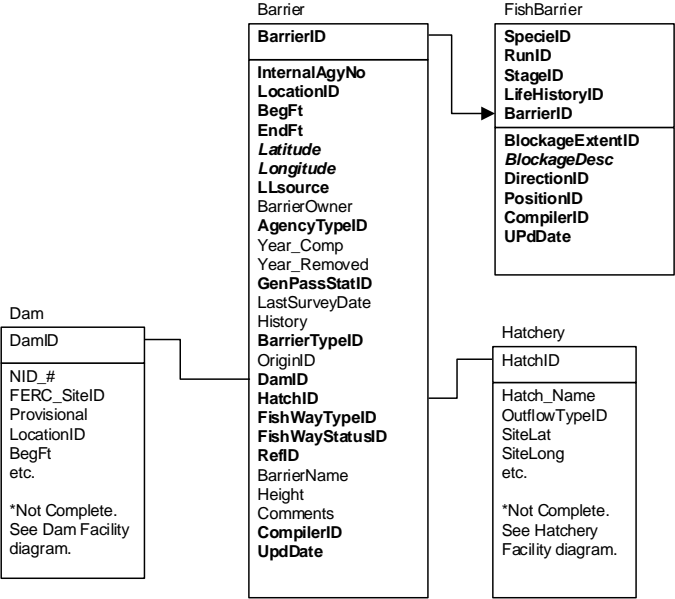 Barrier
BarrierID
InternalAgyNo
LocationID
BegFt
EndFt
Latitude
Longitude
LLsource
BarrierOwner
AgencyTypeID
Year_Comp
Year_Removed
GenPassStatID
LastSurveyDate
History
BarrierTypeID
OriginID
DamID
HatchID
FishWayTypeID
FishWayStatusID
RefID
BarrierName
Height
Comments
CompilerID
UpdDate
FishBarrier
SpecieID
RunID
StageID
LifeHistoryID
BarrierID
BlockageExtentID
BlockageDesc
DirectionID
PositionID
CompilerID
UPdDate
Dam
DamID
NID_#
FERC_SiteID
Provisional
LocationID
BegFt
etc.
*Not Complete.
See Dam Facility
diagram.
Hatchery
HatchID
Hatch_Name
OutflowTypeID
SiteLat
SiteLong
etc.
*Not Complete.
See Hatchery
Facility diagram.